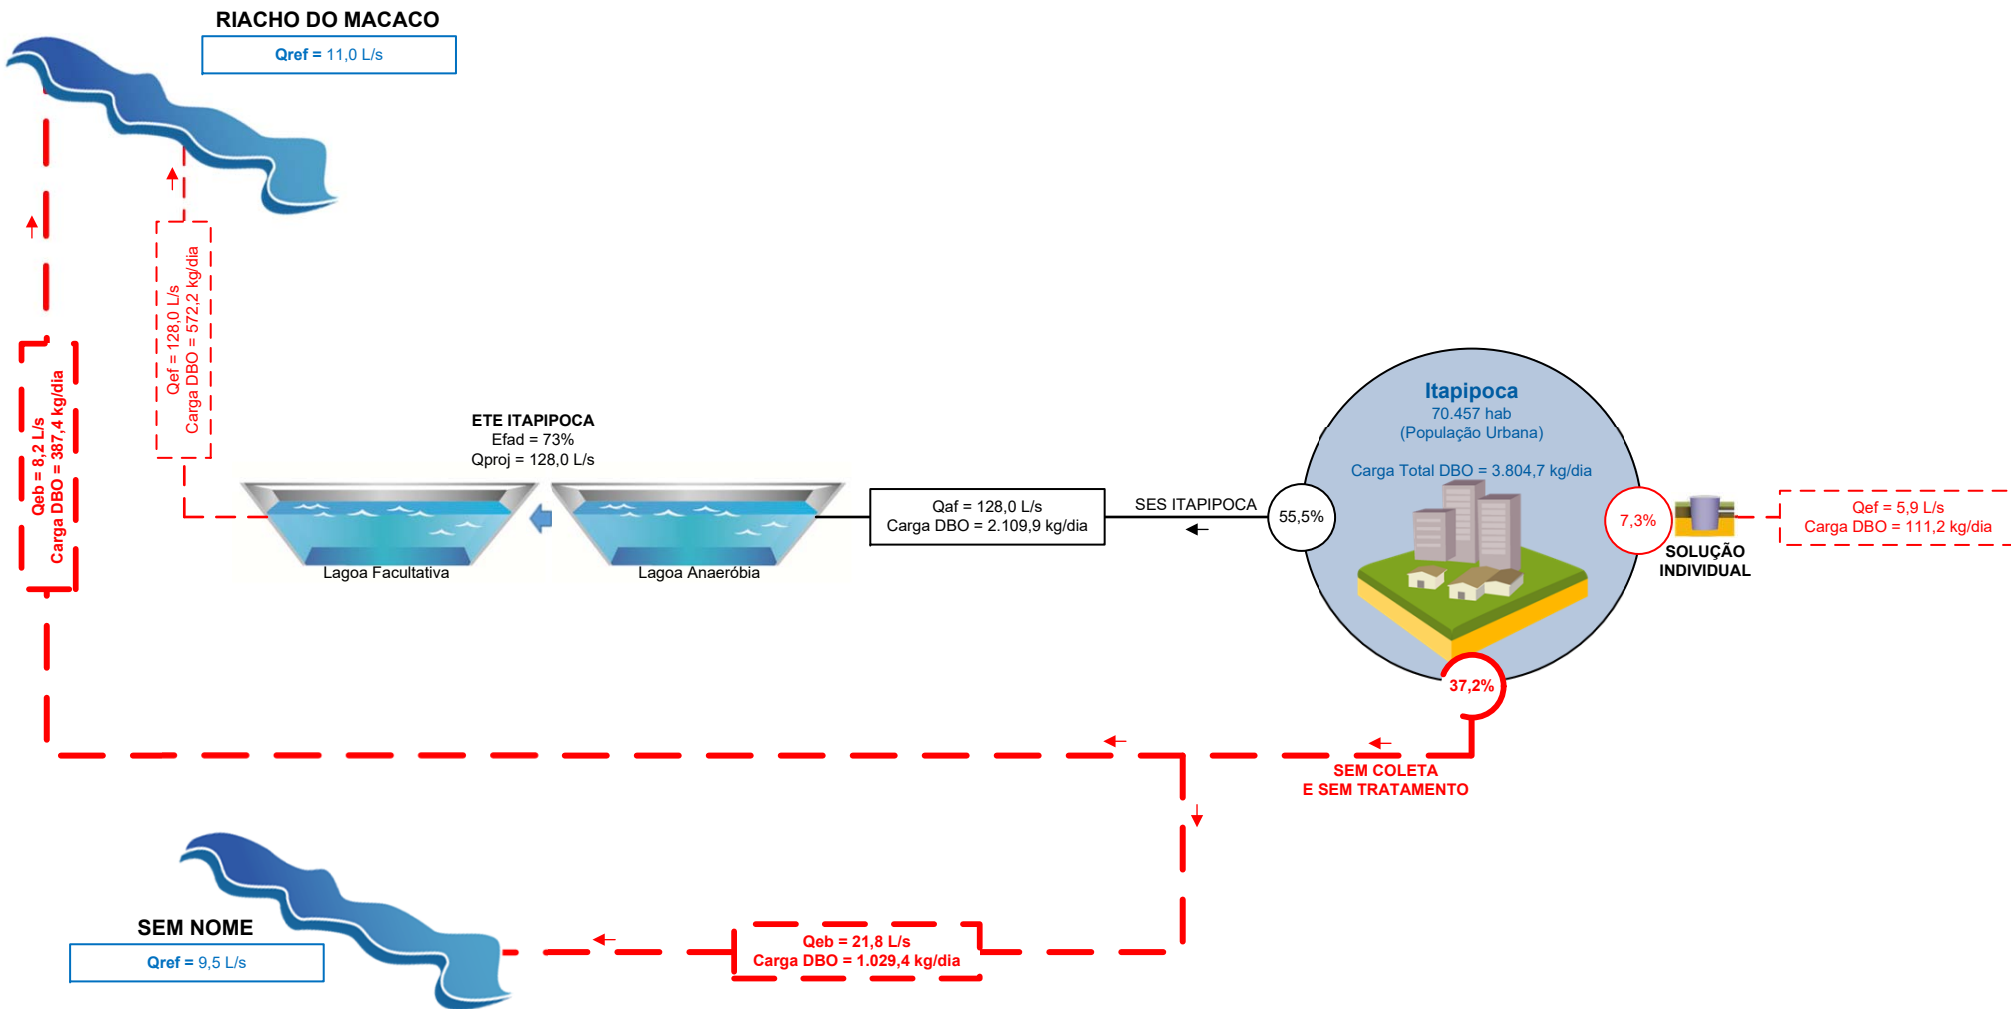 RIACHO DO MACACO
Qref = 11,0 L/s
Qef = 128,0 L/s
Carga DBO = 572,2 kg/dia
Qeb = 8,2 L/s
Carga DBO = 387,4 kg/dia
ETE ITAPIPOCA
Efad = 73%
Qproj = 128,0 L/s
Lagoa Facultativa
Lagoa Anaeróbia
Qaf = 128,0 L/s
Carga DBO = 2.109,9 kg/dia
SES ITAPIPOCA
55,5%
Itapipoca
70.457 hab
(População Urbana)
Carga Total DBO = 3.804,7 kg/dia
7,3%
SOLUÇÃO
INDIVIDUAL
Qef = 5,9 L/s
Carga DBO = 111,2 kg/dia
37,2%
SEM COLETA
E SEM TRATAMENTO
SEM NOME
Qref = 9,5 L/s
Qeb = 21,8 L/s
Carga DBO = 1.029,4 kg/dia